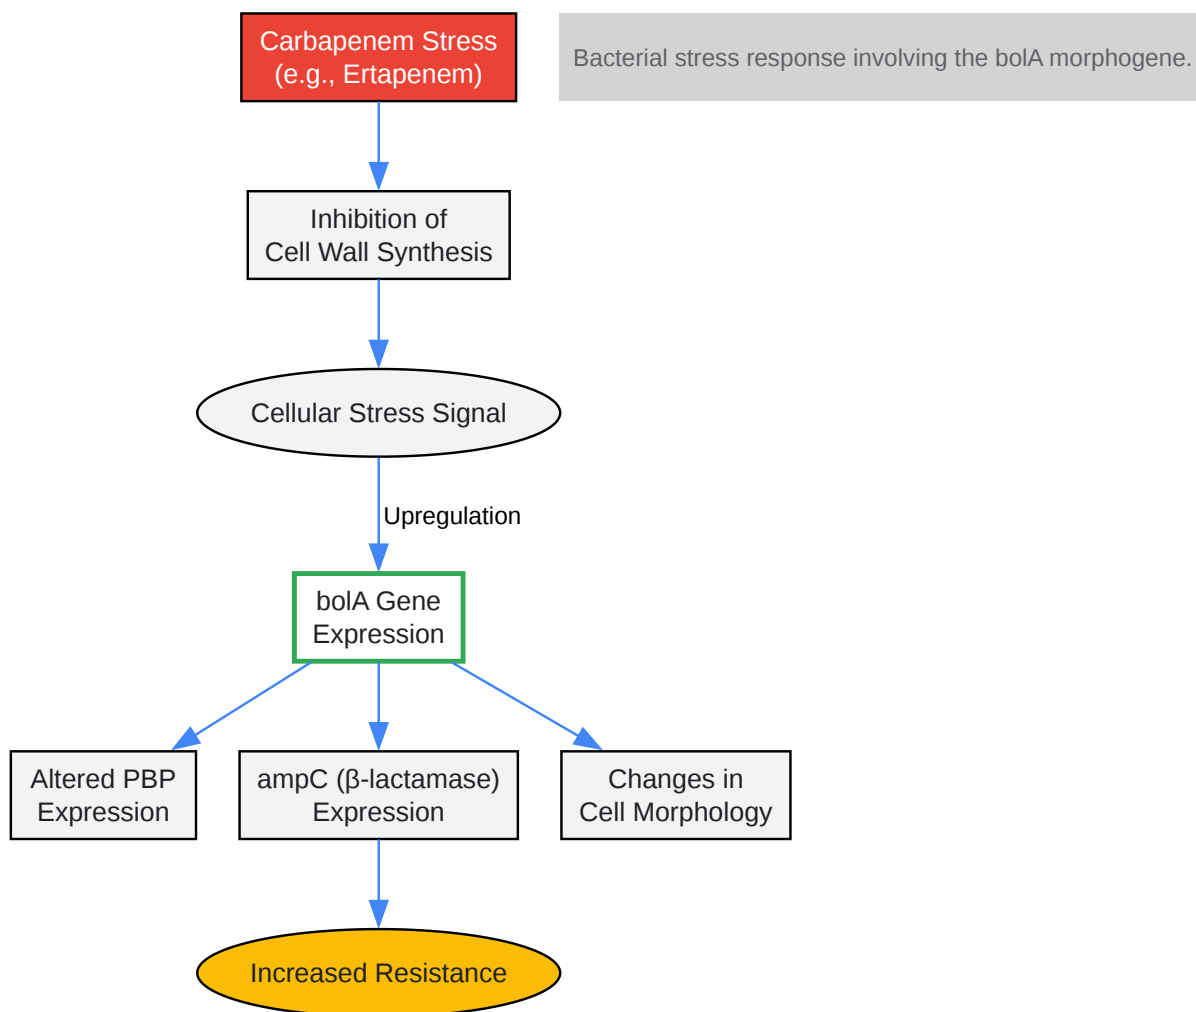 Carbapenem Stress
(e.g., Ertapenem)
Bacterial stress response involving the bolA morphogene.
Inhibition of
Cell Wall Synthesis
Cellular Stress Signal
Upregulation
bolA Gene
Expression
Altered PBP
Expression
ampC (β-lactamase)
Expression
Changes in
Cell Morphology
Increased Resistance